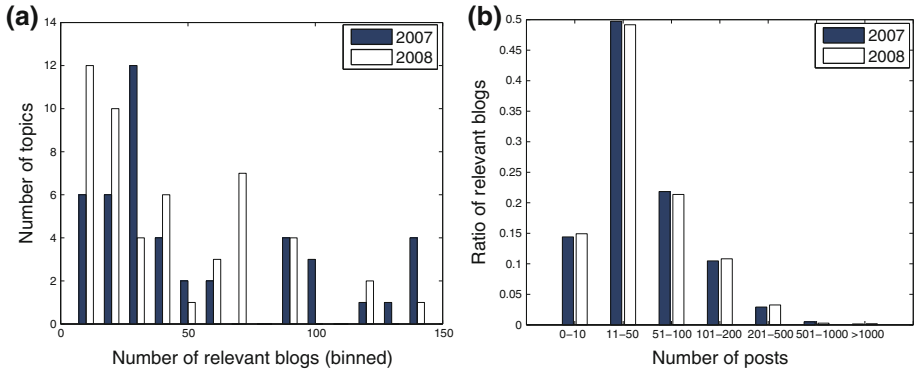 (a)
2007
2008
14
12
10
8
6
4
2
0
Number of topics
0 50 100 150
Number of relevant blogs (binned)
(b)
2007
2008
0.5
0.45
0.4
0.35
0.3
0.25
0.2
0.15
0.1
0.05
0
Ratio of relevant blogs
0−10 11−50 51−100 101−200 201−500 501−1000 >1000
Number of posts